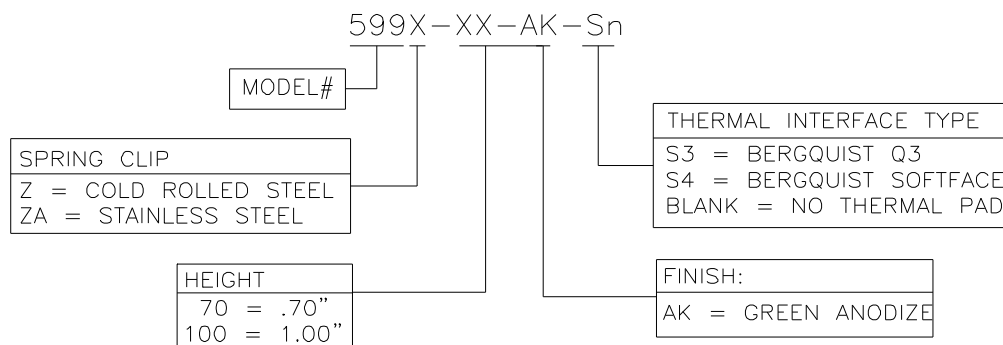 599X-XX-AK-Sn
MODEL#
THERMAL INTERFACE TYPE
S3 = BERGQUIST Q3
S4 = BERGQUIST SOFTFACE
BLANK = NO THERMAL PAD
SPRING CLIP
Z = COLD ROLLED STEEL
ZA = STAINLESS STEEL
HEIGHT
70 = .70”
100 = 1.00”
FINISH:
AK = GREEN ANODIZE